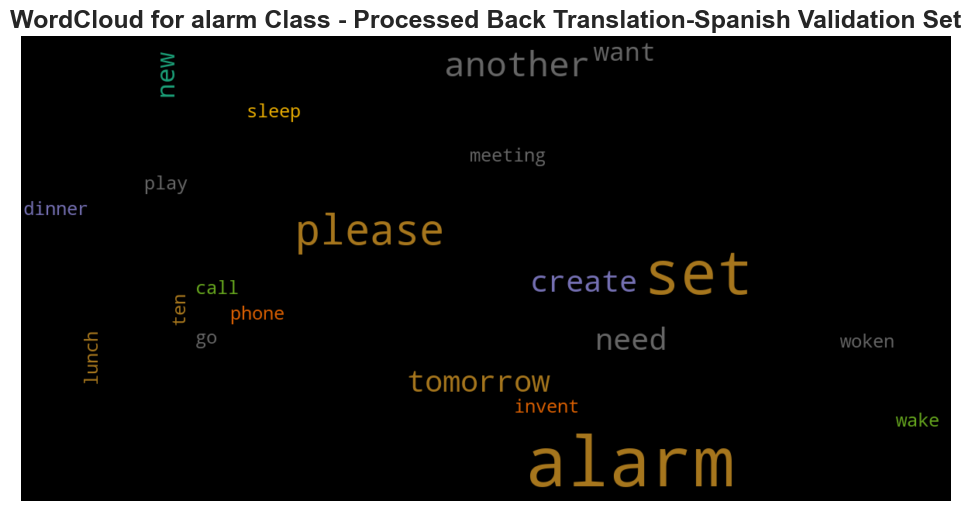 WordCloud for alarm Class - Processed Back Translation-Spanish Validation Set
another
want
new
sleep
meeting
play
dinner
please
set
create
call
ten
phone
need
go
woken
lunch
tomorrow
invent
wake
alarm